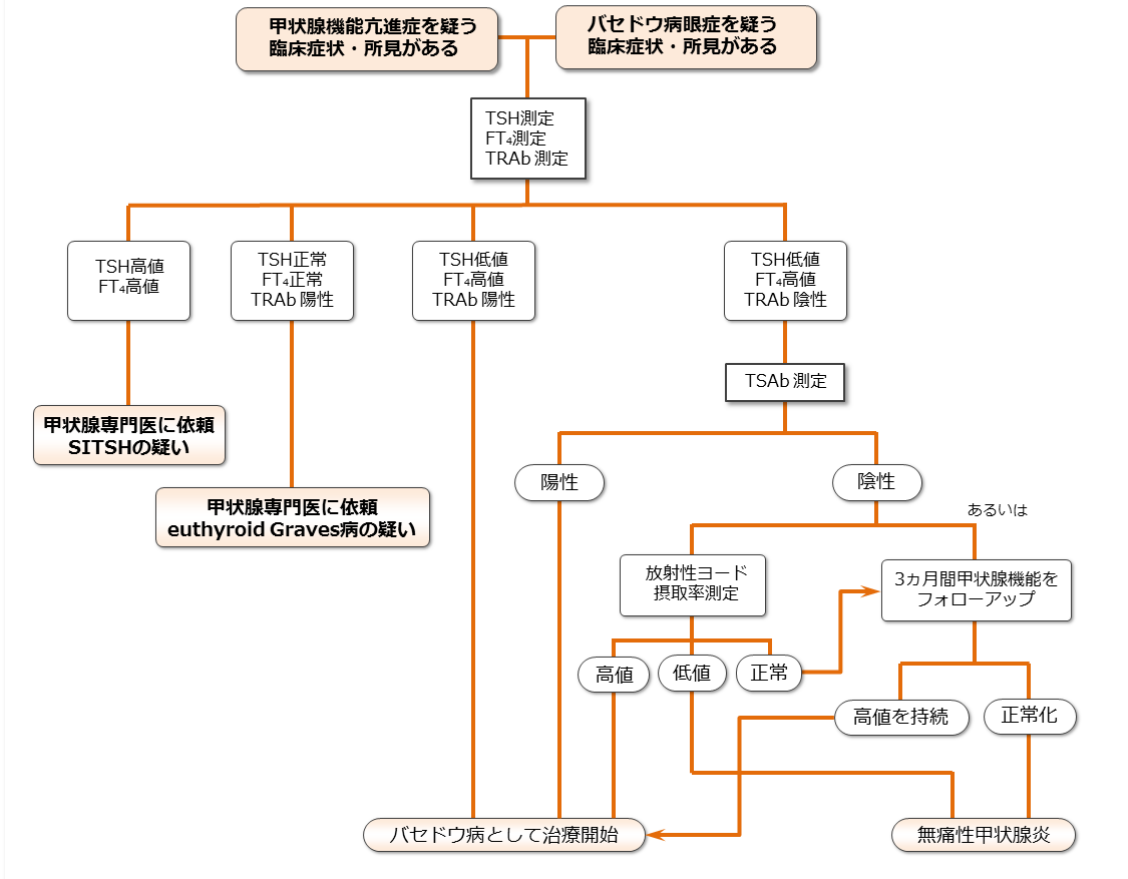 甲状腺機能亢進症を疑う
臨床症状・所見がある
バセドウ病眼症を疑う
臨床症状・所見がある
TSH測定
FT₄測定
TRAb 測定
TSH高値
FT₄高値
TSH正常
FT₄正常
TRAb 陽性
TSH低値
FT₄高値
TRAb 陽性
TSH低値
FT₄高値
TRAb 陰性
TSAb 測定
甲状腺専門医に依頼
SITSHの疑い
甲状腺専門医に依頼
euthyroid Graves病の疑い
陽性
陰性
あるいは
放射性ヨード
摂取率測定
3ヵ月間甲状腺機能を
フォローアップ
高値
低値
正常
高値を持続
正常化
バセドウ病として治療開始
無痛性甲状腺炎